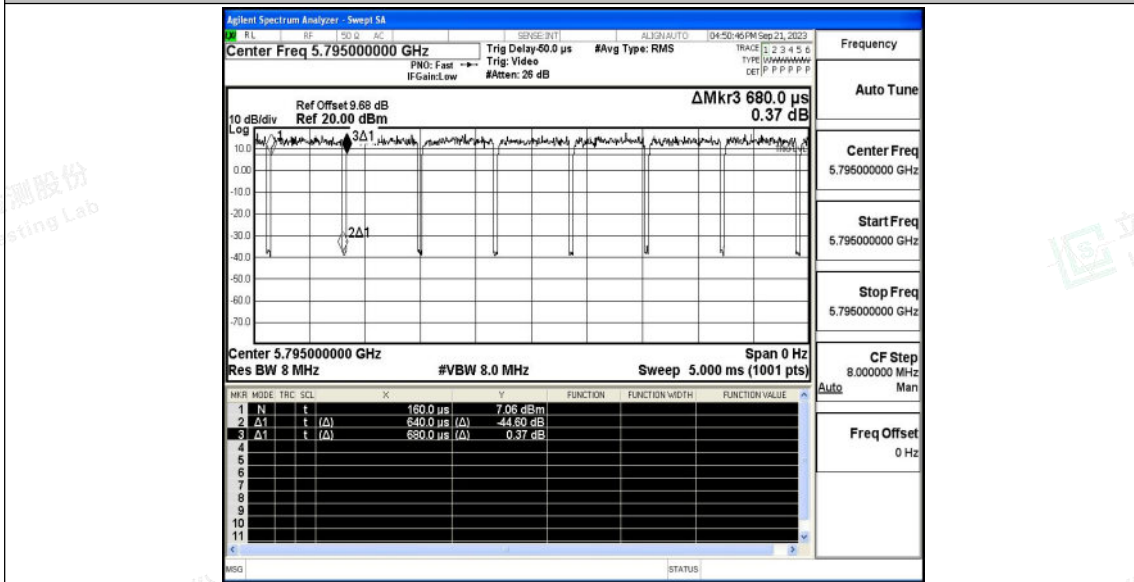 Agilent Spectrum Analyzer - Swept SA
RL RF 50 Ω AC SENSE:INT ALIGNAUTO 04:50:46 PM Sep 21, 2023
Center Freq 5.795000000 GHz
PNO: Fast
IFGain:Low
Trig Delay-50.0 µs
Trig: Video
#Atten: 26 dB
#Avg Type: RMS
TRACE 1 2 3 4 5 6
TYPE
DET P P P P P P
ΔMkr3 680.0 µs
0.37 dB
Ref Offset 9.68 dB
10 dB/div Ref 20.00 dBm
Log
1 3Δ1
10.0
0.00
-10.0
-20.0
-30.0 2Δ1
-40.0
-50.0
-60.0
-70.0
Center 5.795000000 GHz Span 0 Hz
Res BW 8 MHz #VBW 8.0 MHz Sweep 5.000 ms (1001 pts)
MKR MODE TRC SCL X Y FUNCTION FUNCTION WIDTH FUNCTION VALUE
1 N t 160.0 µs 7.06 dBm
2 Δ1 t (Δ) 640.0 µs (Δ) -44.60 dB
3 Δ1 t (Δ) 680.0 µs (Δ) 0.37 dB
4
5
6
7
8
9
10
11
MSG STATUS
Frequency
Auto Tune
Center Freq
5.795000000 GHz
Start Freq
5.795000000 GHz
Stop Freq
5.795000000 GHz
CF Step
8.000000 MHz
Auto Man
Freq Offset
0 Hz
测股份
sting Lab
立